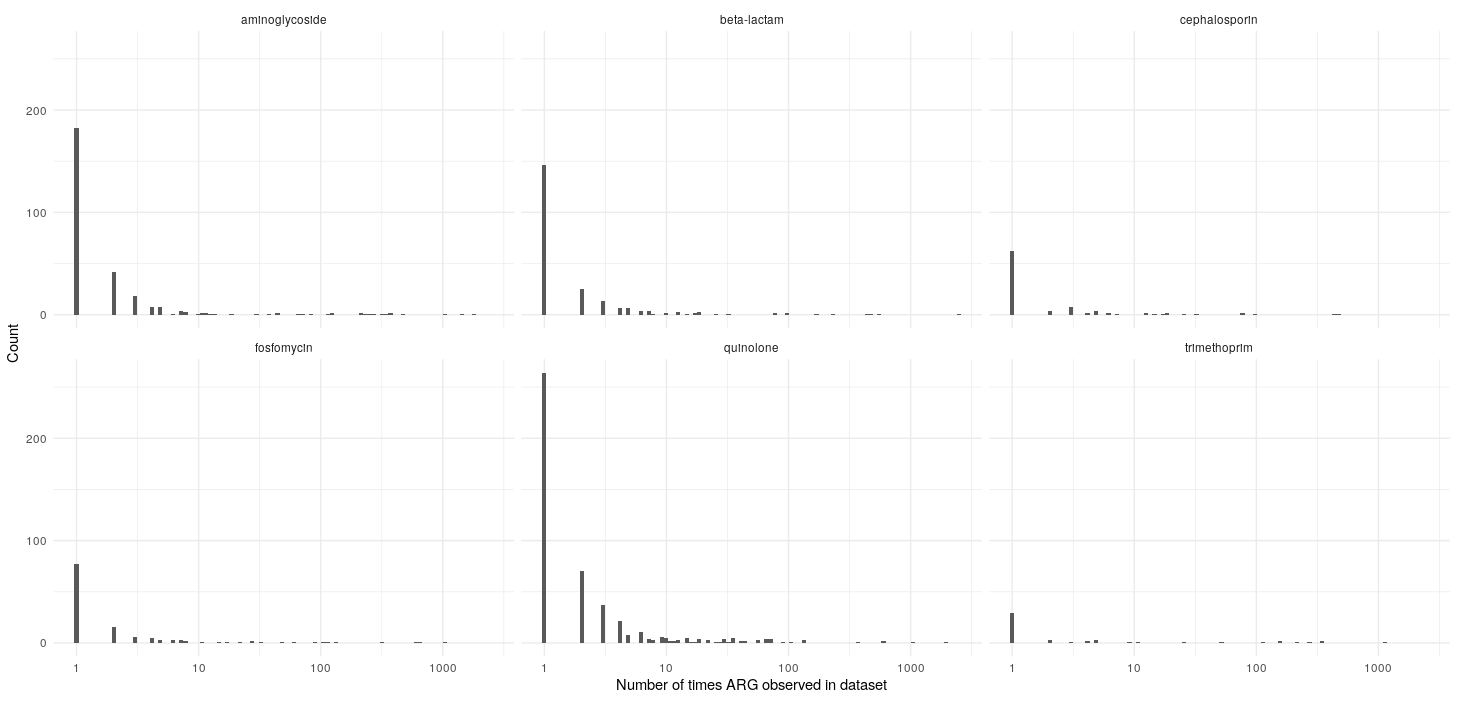 aminoglycoside beta-lactam cephalosporin
200
100
0
Count
fosfomycin quinolone trimethoprim
200
100
0
1 10 100 1000 1 10 100 1000 1 10 100 1000
Number of times ARG observed in dataset